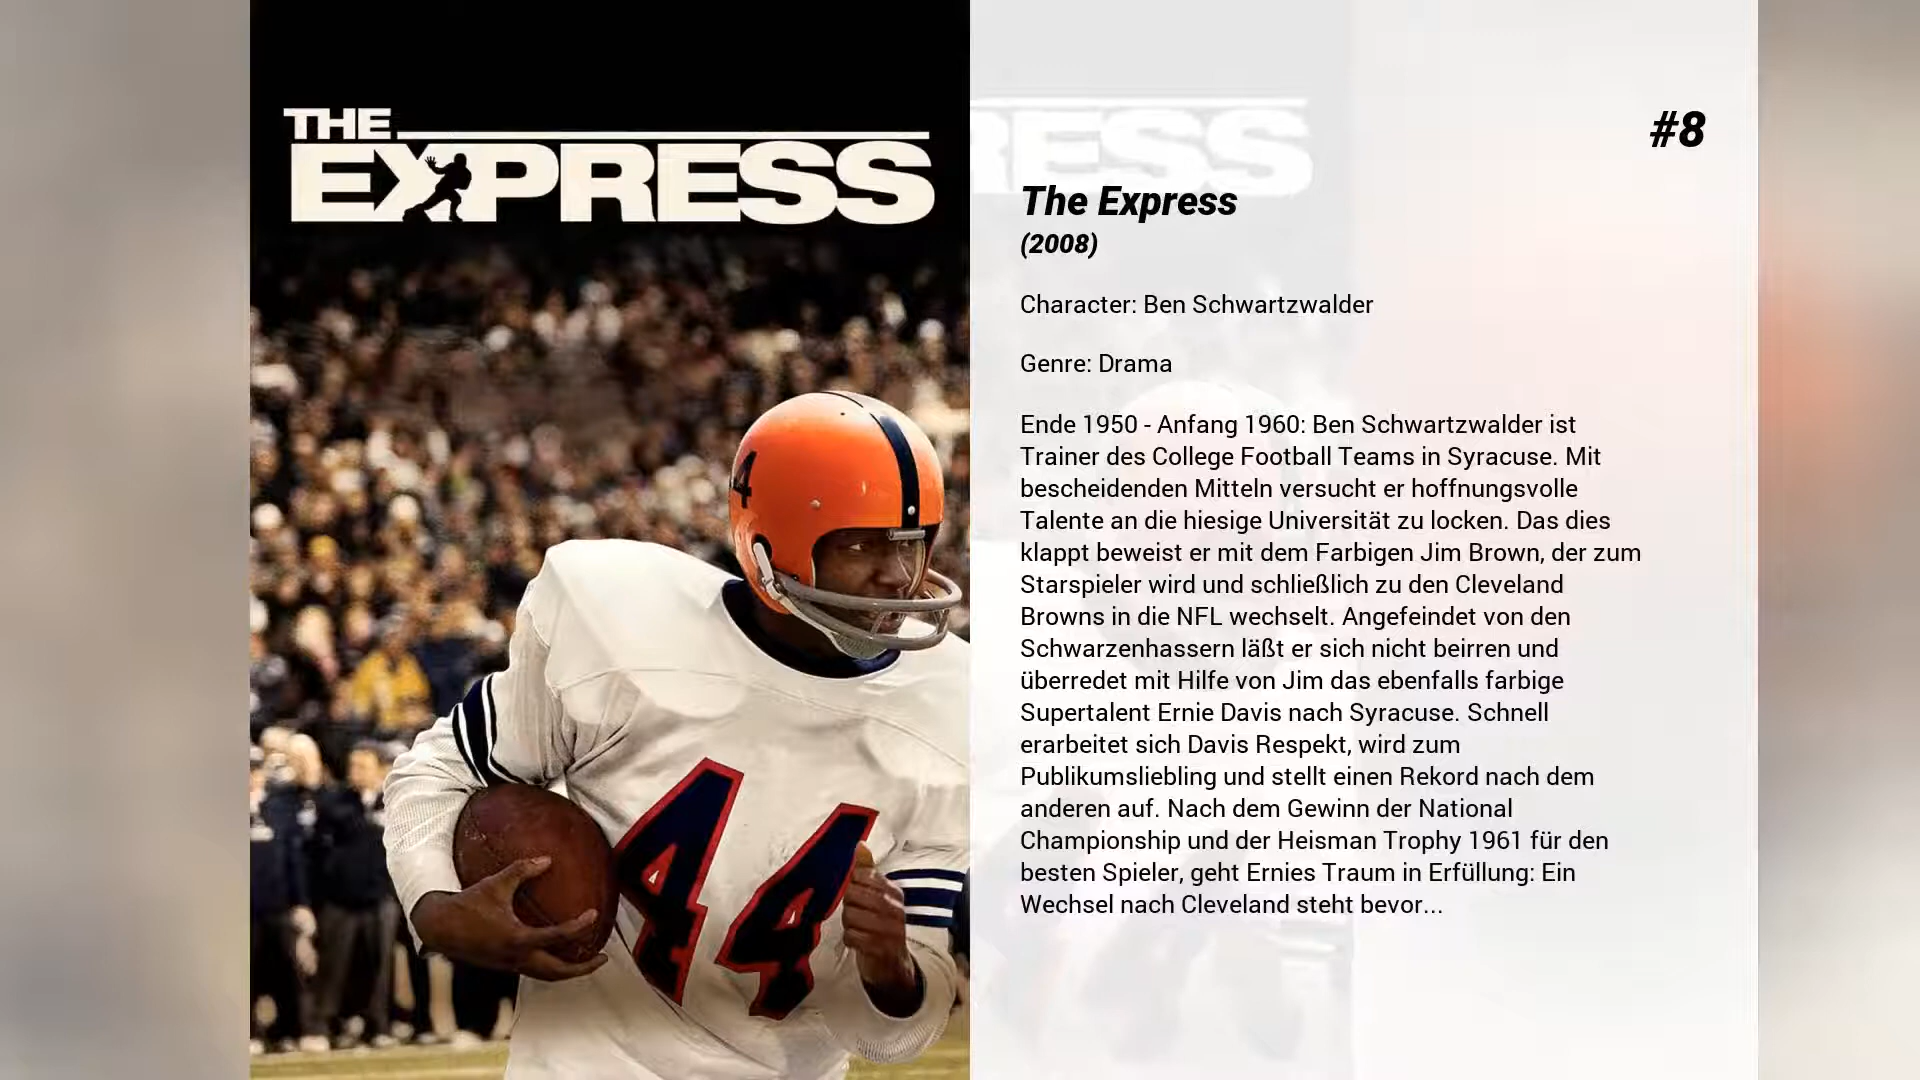 THE
EXPRESS
4
44
RESS
#8
The Express
(2008)
Character: Ben Schwartzwalder
Genre: Drama
Ende 1950 - Anfang 1960: Ben Schwartzwalder ist
Trainer des College Football Teams in Syracuse. Mit
bescheidenden Mitteln versucht er hoffnungsvolle
Talente an die hiesige Universität zu locken. Das dies
klappt beweist er mit dem Farbigen Jim Brown, der zum
Starspieler wird und schließlich zu den Cleveland
Browns in die NFL wechselt. Angefeindet von den
Schwarzenhassern läßt er sich nicht beirren und
überredet mit Hilfe von Jim das ebenfalls farbige
Supertalent Ernie Davis nach Syracuse. Schnell
erarbeitet sich Davis Respekt, wird zum
Publikumsliebling und stellt einen Rekord nach dem
anderen auf. Nach dem Gewinn der National
Championship und der Heisman Trophy 1961 für den
besten Spieler, geht Ernies Traum in Erfüllung: Ein
Wechsel nach Cleveland steht bevor...